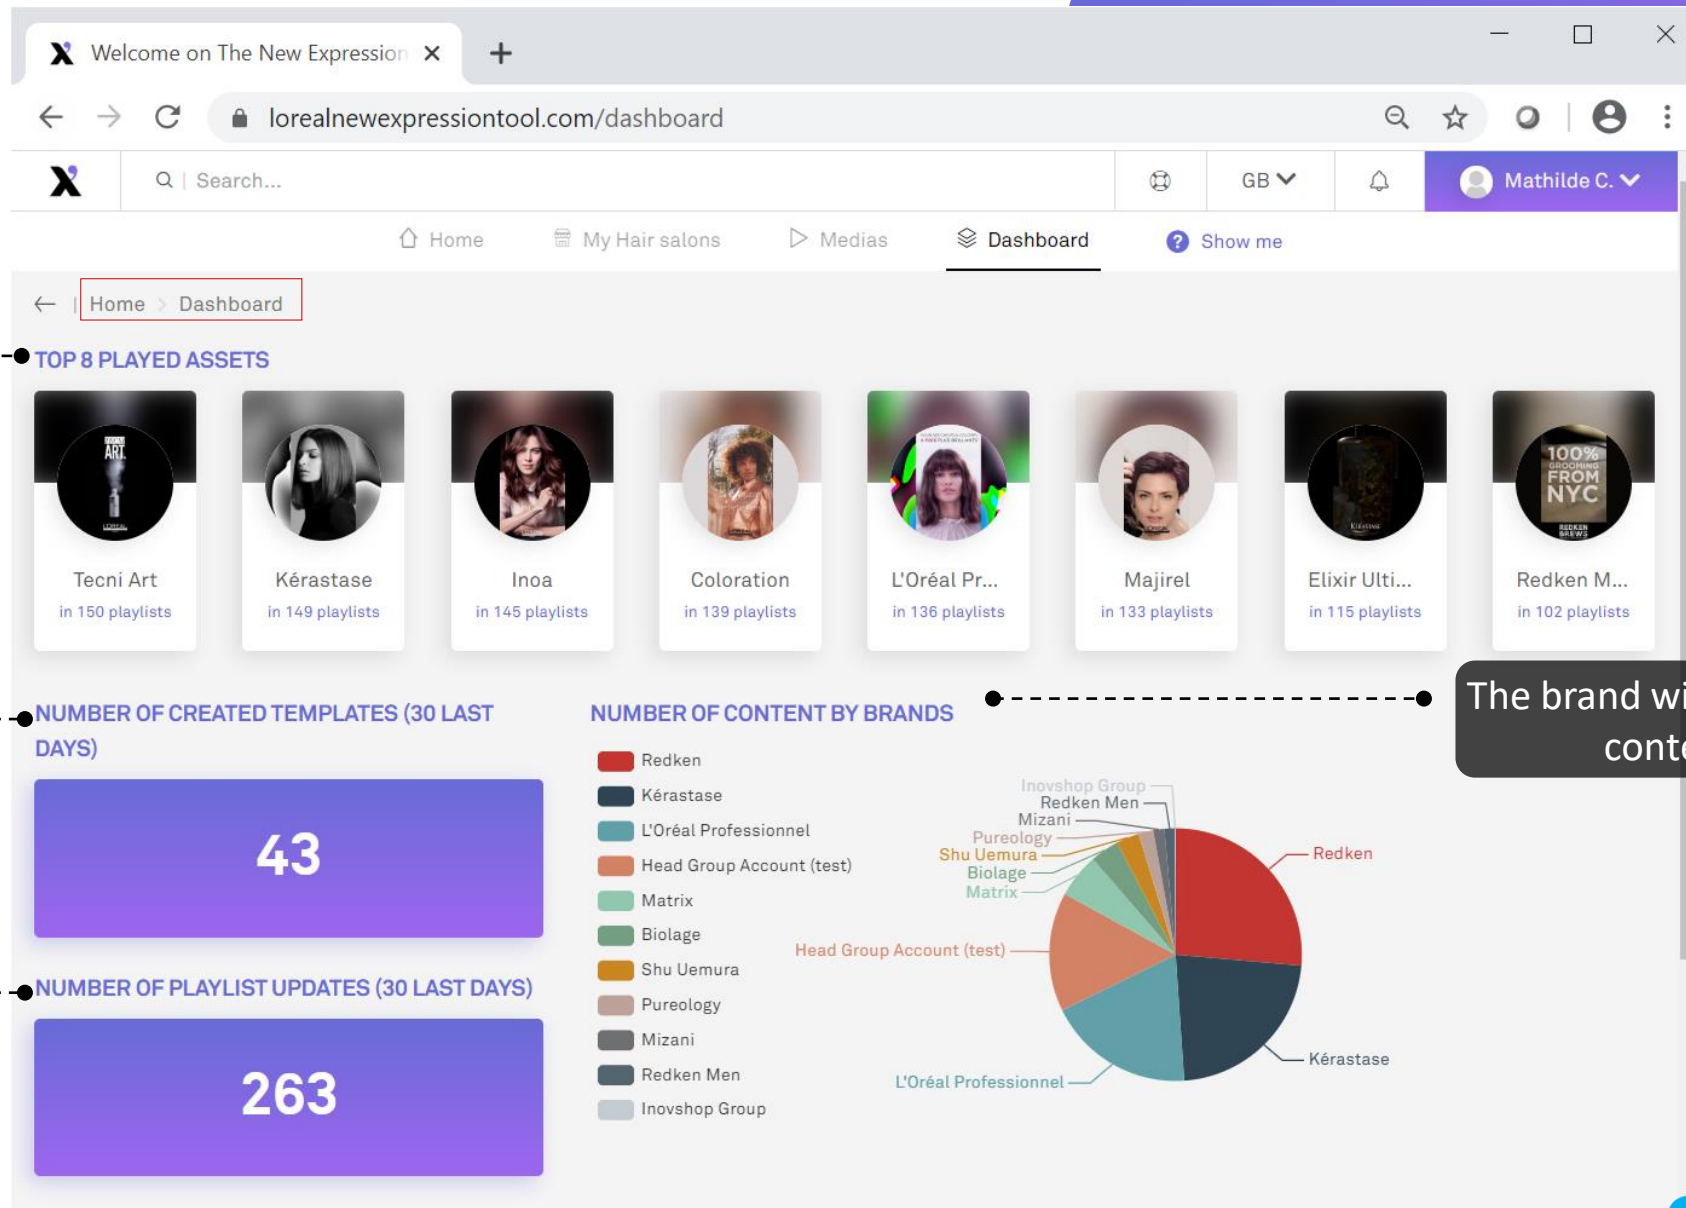 Welcome on The New Expression
lorealnewexpressiontool.com/dashboard
Search...
GB
Mathilde C.
Home
My Hair salons
Medias
Dashboard
? Show me
Home > Dashboard
TOP 8 PLAYED ASSETS
ART.
100%
GROOMING
FROM
NYC
REDKEN
BREWS
Tecni Art
in 150 playlists
Kérastase
in 149 playlists
Inoa
in 145 playlists
Coloration
in 139 playlists
L'Oréal Pr...
in 136 playlists
Majirel
in 133 playlists
Elixir Ulti...
in 115 playlists
Redken M...
in 102 playlists
NUMBER OF CREATED TEMPLATES (30 LAST
DAYS)
43
NUMBER OF PLAYLIST UPDATES (30 LAST DAYS)
263
NUMBER OF CONTENT BY BRANDS
Redken
Kérastase
L'Oréal Professionnel
Head Group Account (test)
Matrix
Biolage
Shu Uemura
Pureology
Mizani
Redken Men
Inovshop Group
Inovshop Group
Redken Men
Mizani
Pureology
Shu Uemura
Biolage
Matrix
Head Group Account (test)
L'Oréal Professionnel
Redken
Kérastase
The brand wi
conte